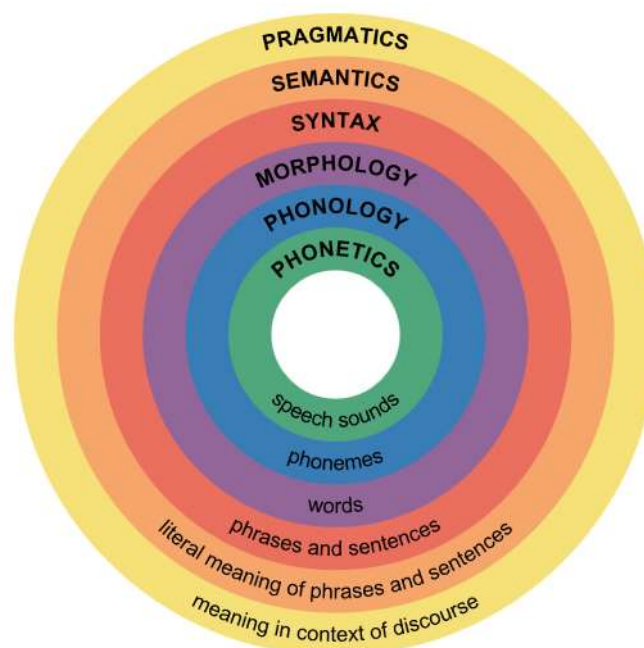 PRAGMATICS
SEMANTICS
SYNTAX
MORPHOLOGY
PHONOLOGY
PHONETICS
speech sounds
phonemes
words
phrases and sentences
literal meaning of phrases and sentences
meaning in context of discourse